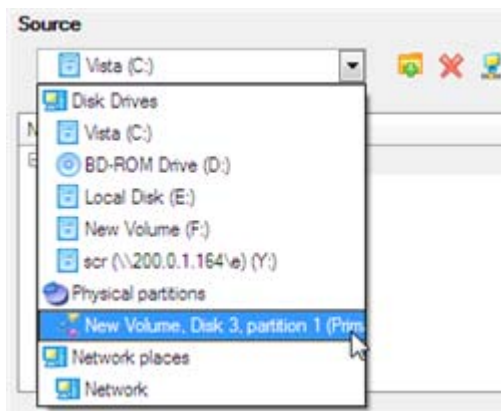 Source
Vista (C:)
Disk Drives
Vista (C:)
BD-ROM Drive (D:)
Local Disk (E:)
New Volume (F:)
scr (\\200.0.1.164\e) (Y:)
Physical partitions
New Volume, Disk 3, partition 1 (Prim
Network places
Network